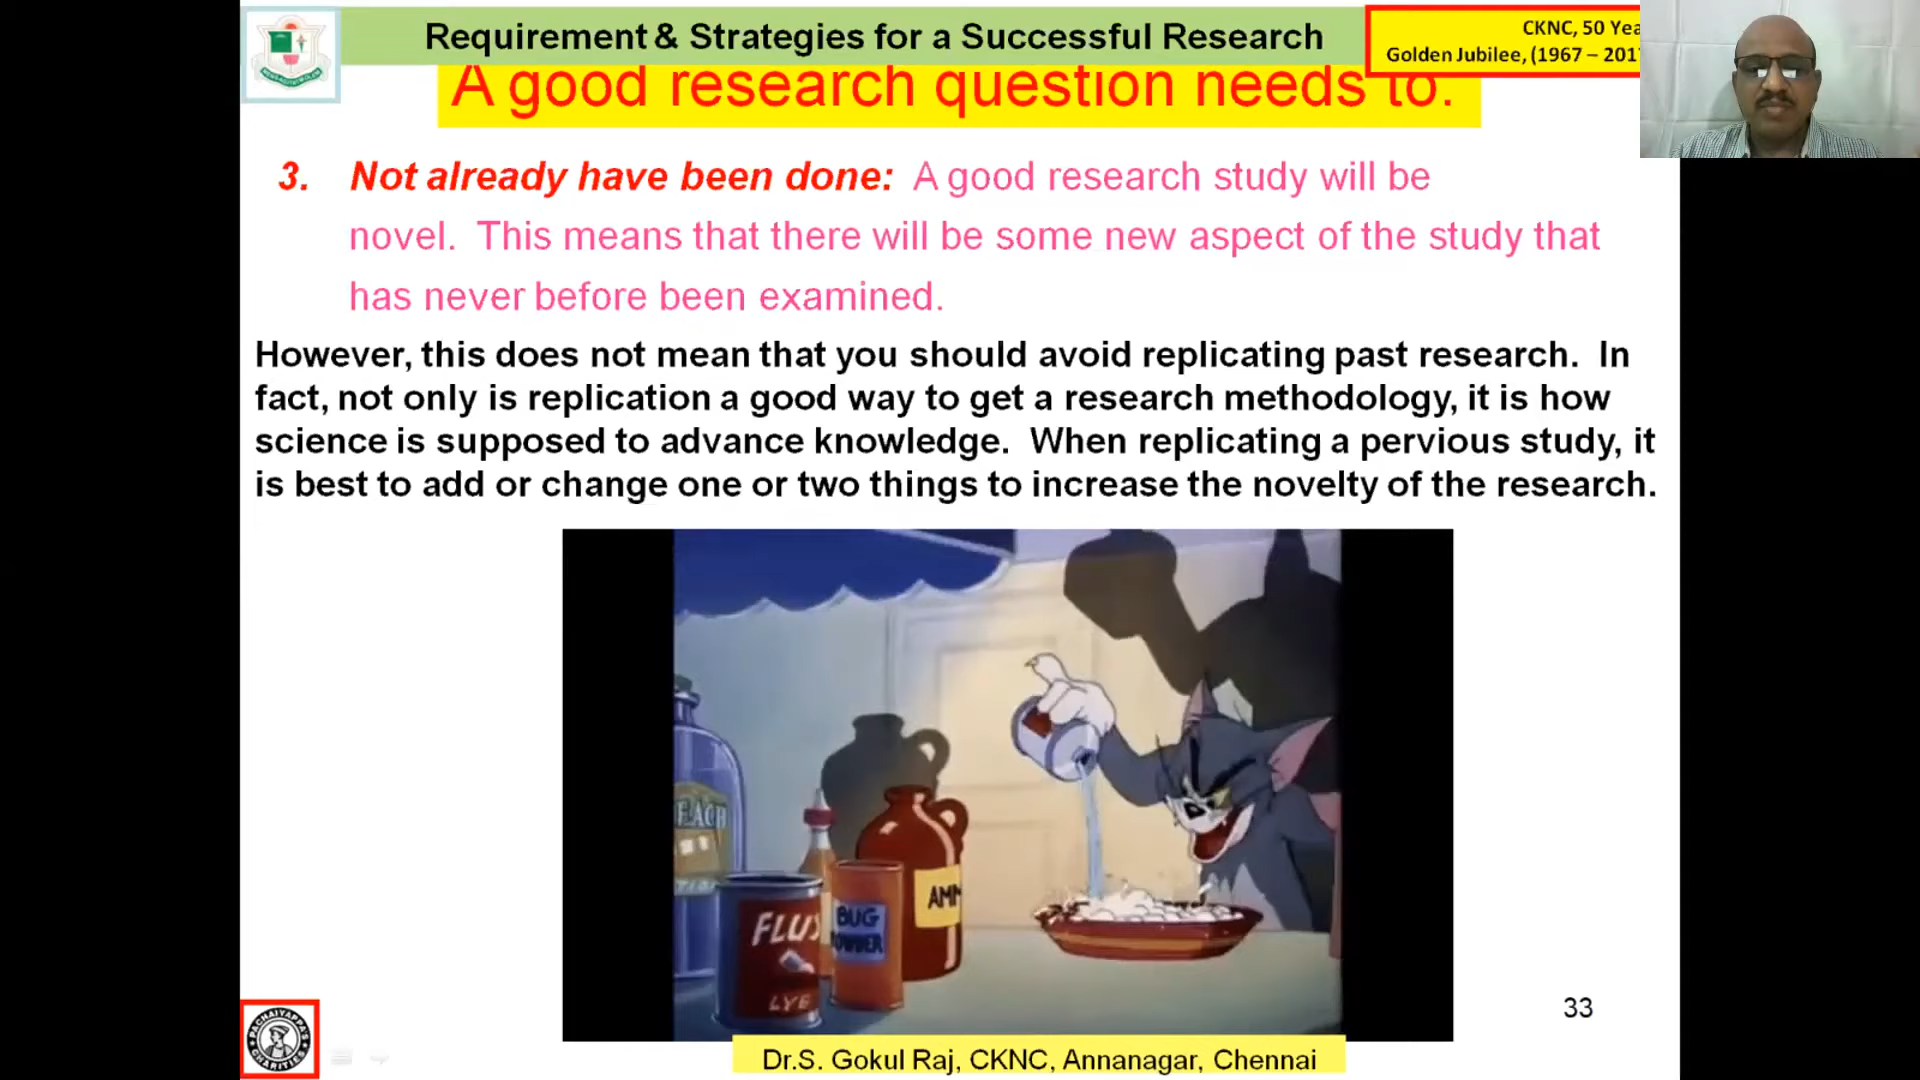 Requirement & Strategies for a Successful Research
CKNC, 50 Yea
Golden Jubilee, (1967 – 201
A good research question needs to:
3. Not already have been done: A good research study will be
novel. This means that there will be some new aspect of the study that
has never before been examined.
However, this does not mean that you should avoid replicating past research. In
fact, not only is replication a good way to get a research methodology, it is how
science is supposed to advance knowledge. When replicating a pervious study, it
is best to add or change one or two things to increase the novelty of the research.
EACH
AMM
BUG
POWDER
FLUS
LYE
33
PACHAIYAPPA'S
CHARITIES
Dr.S. Gokul Raj, CKNC, Annanagar, Chennai